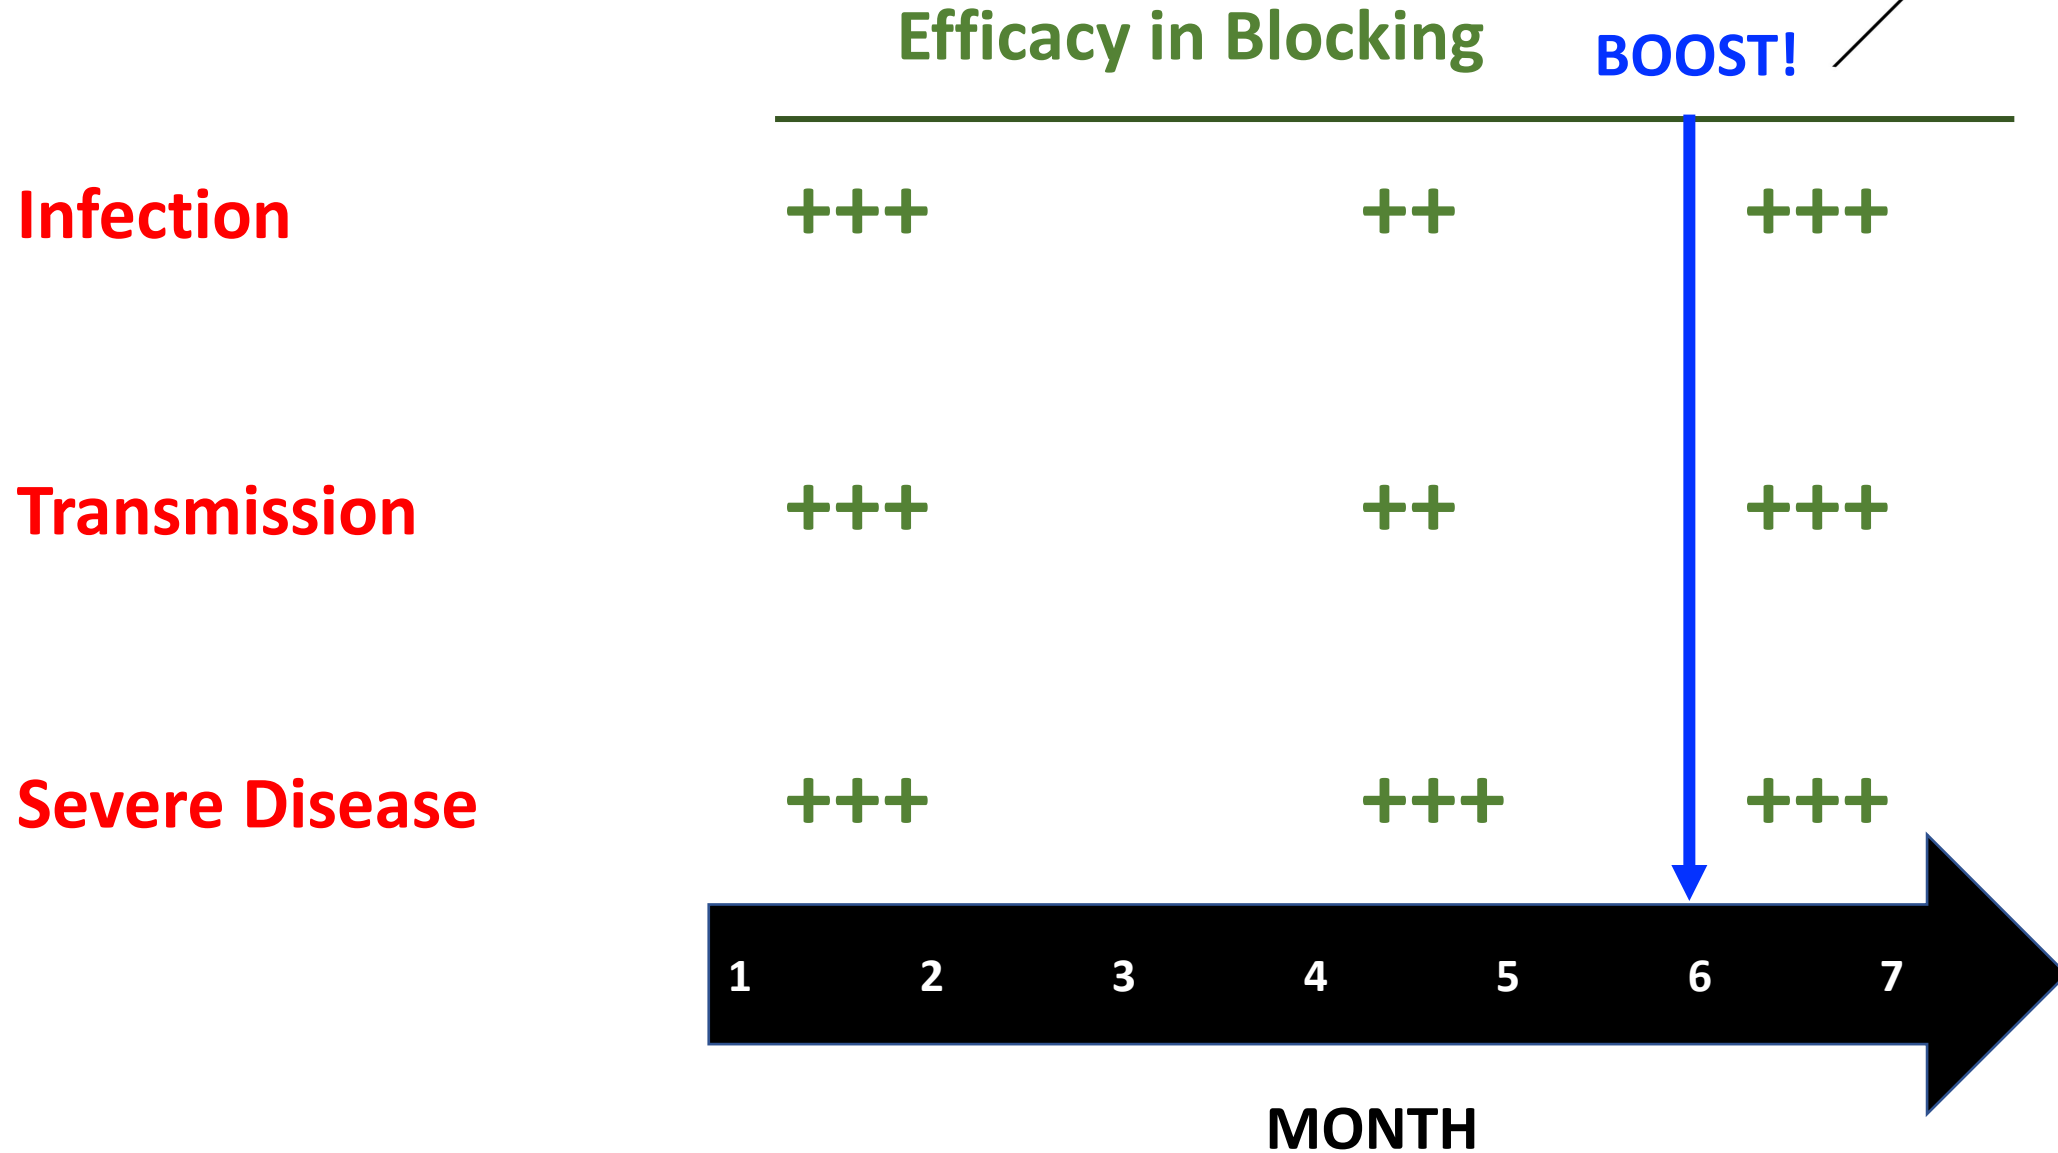 Efficacy in Blocking
BOOST!
Infection +++ ++ +++
Transmission +++ ++ +++
Severe Disease +++ +++ +++
1 2 3 4 5 6 7
MONTH